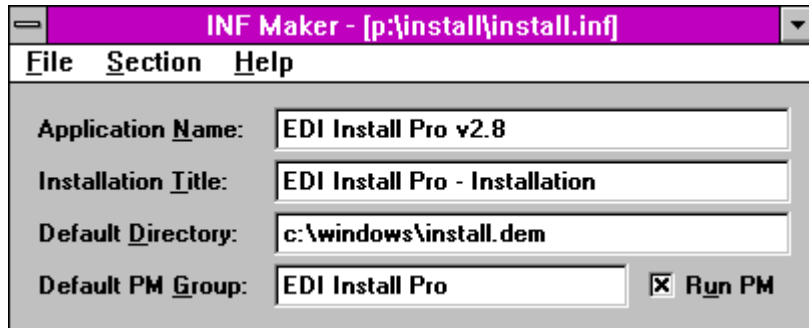 INF Maker - [p:\install\install.inf]
File Section Help
Application Name: EDI Install Pro v2.8
Installation Title: EDI Install Pro - Installation
Default Directory: c:\windows\install.dem
Default PM Group: EDI Install Pro Run PM